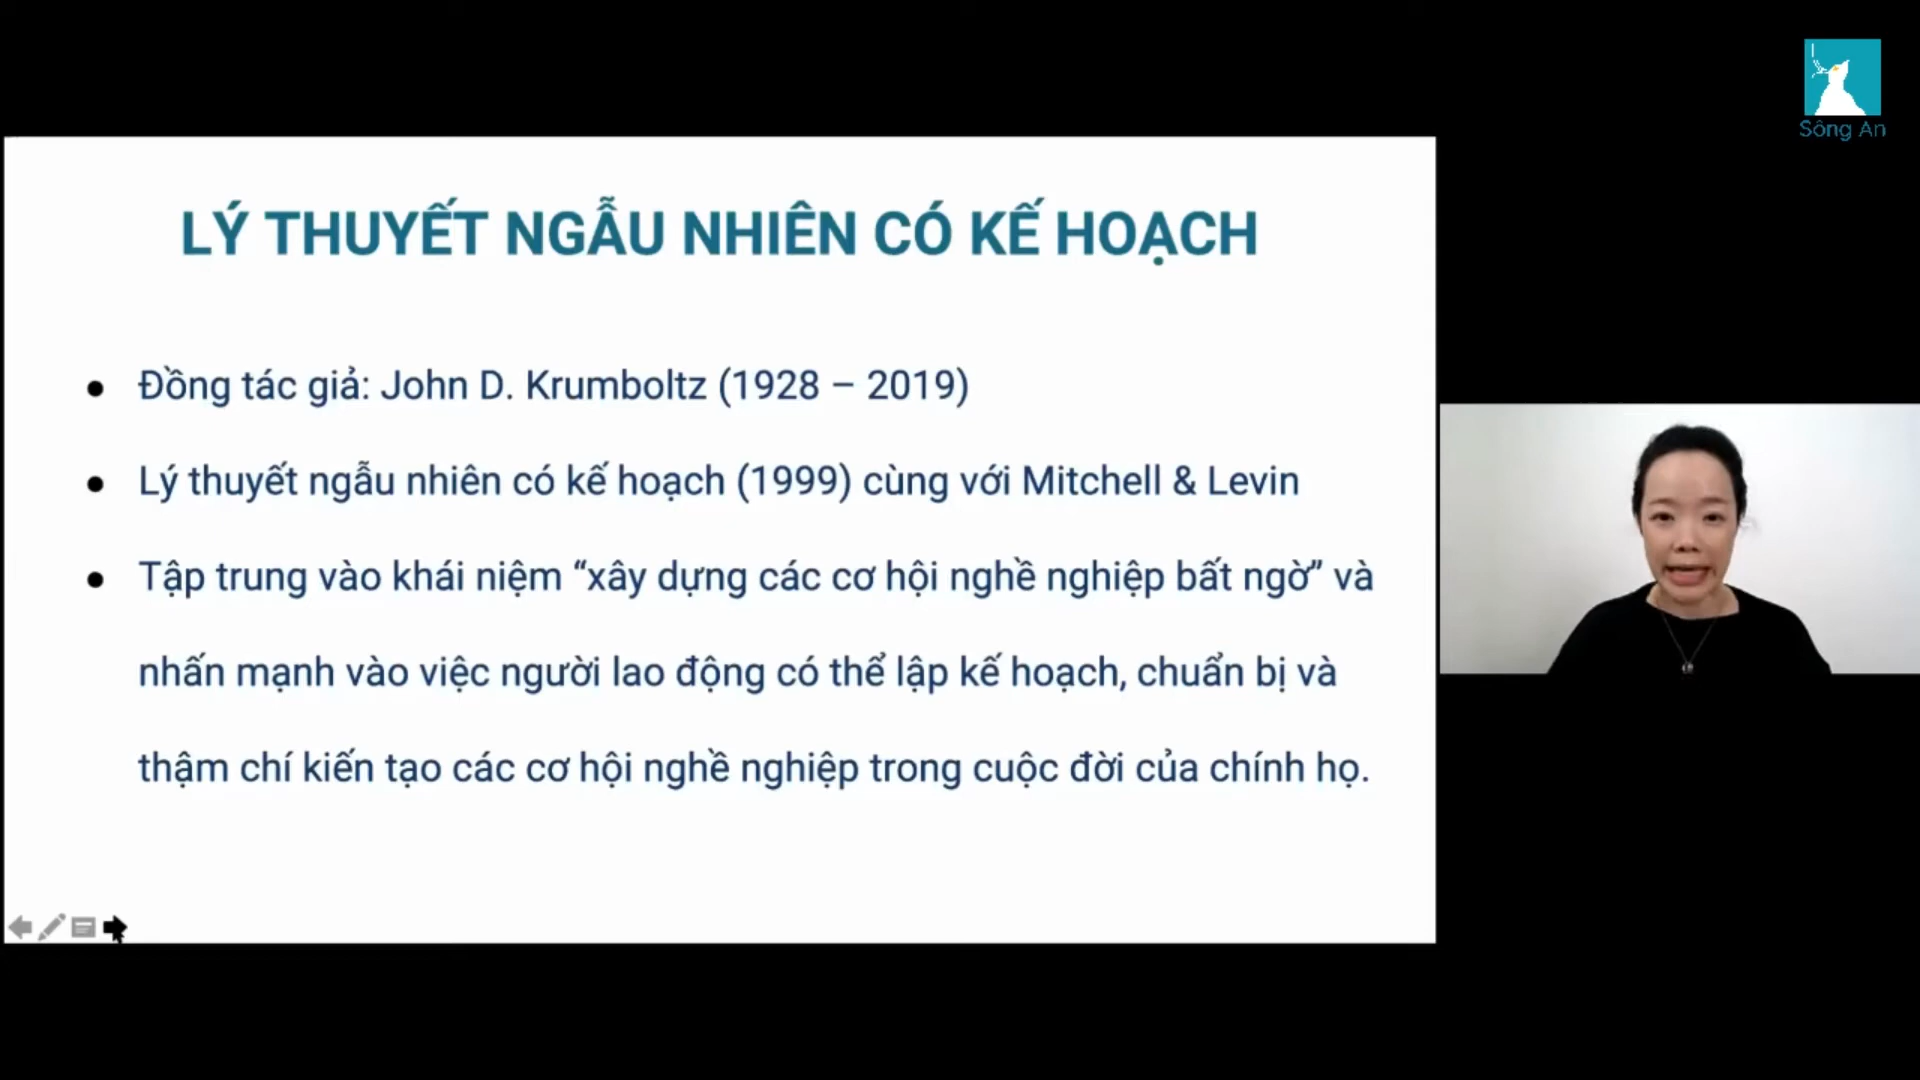 Sông An
LÝ THUYẾT NGẪU NHIÊN CÓ KẾ HOẠCH
Đồng tác giả: John D. Krumboltz (1928 – 2019)
Lý thuyết ngẫu nhiên có kế hoạch (1999) cùng với Mitchell & Levin
Tập trung vào khái niệm “xây dựng các cơ hội nghề nghiệp bất ngờ” và
nhấn mạnh vào việc người lao động có thể lập kế hoạch, chuẩn bị và
thậm chí kiến tạo các cơ hội nghề nghiệp trong cuộc đời của chính họ.